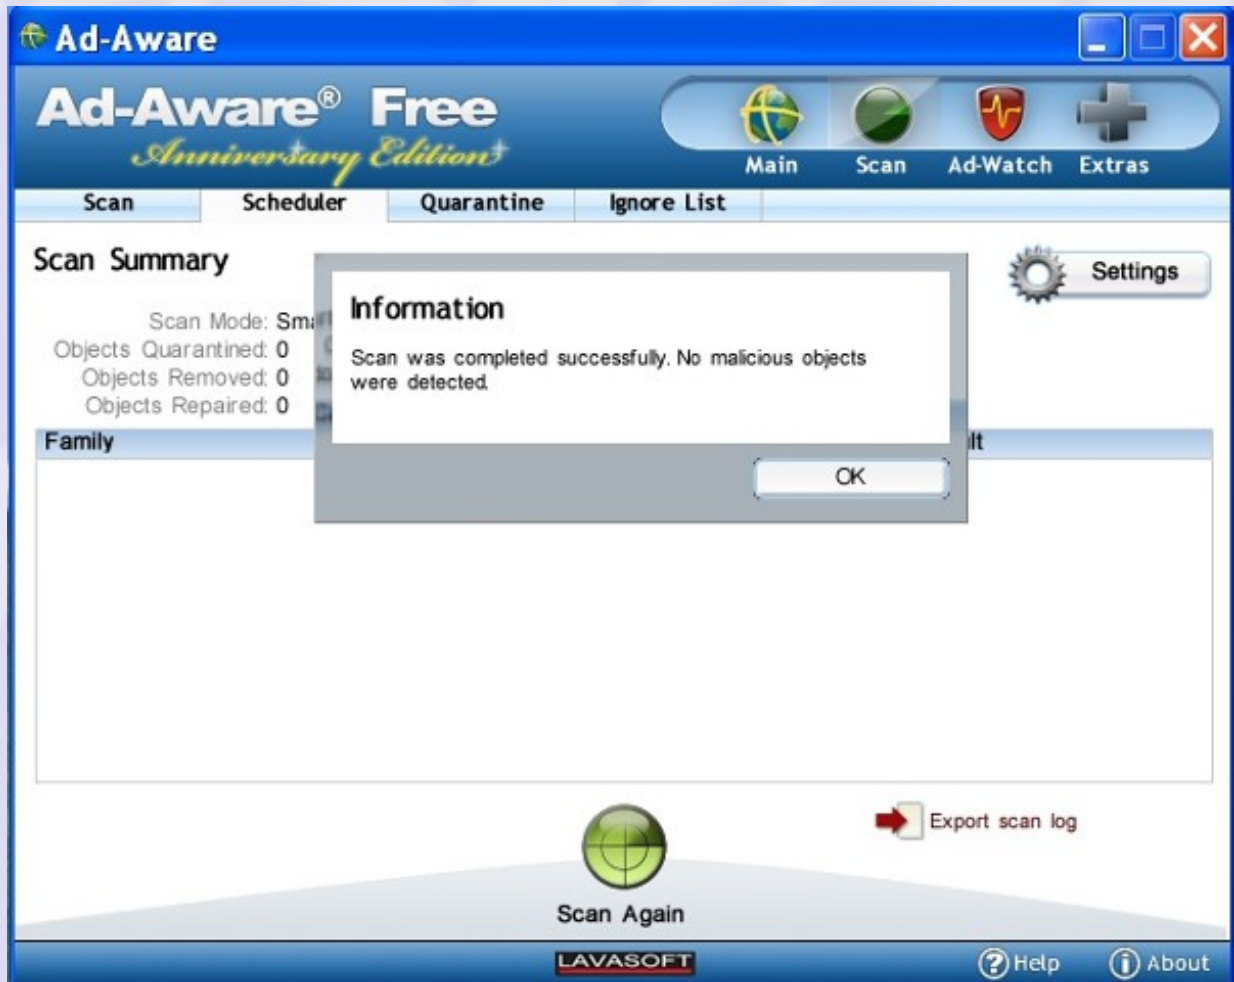 Ad-Aware
Ad-Aware® Free
Anniversary Edition
Main Scan Ad-Watch Extras
Scan Scheduler Quarantine Ignore List
Scan Summary
Settings
Scan Mode:
Objects Quarantined: 0
Objects Removed: 0
Objects Repaired: 0
Information
Scan was completed successfully. No malicious objects
were detected.
OK
Family
Export scan log
Scan Again
LAVASOFT
Help About